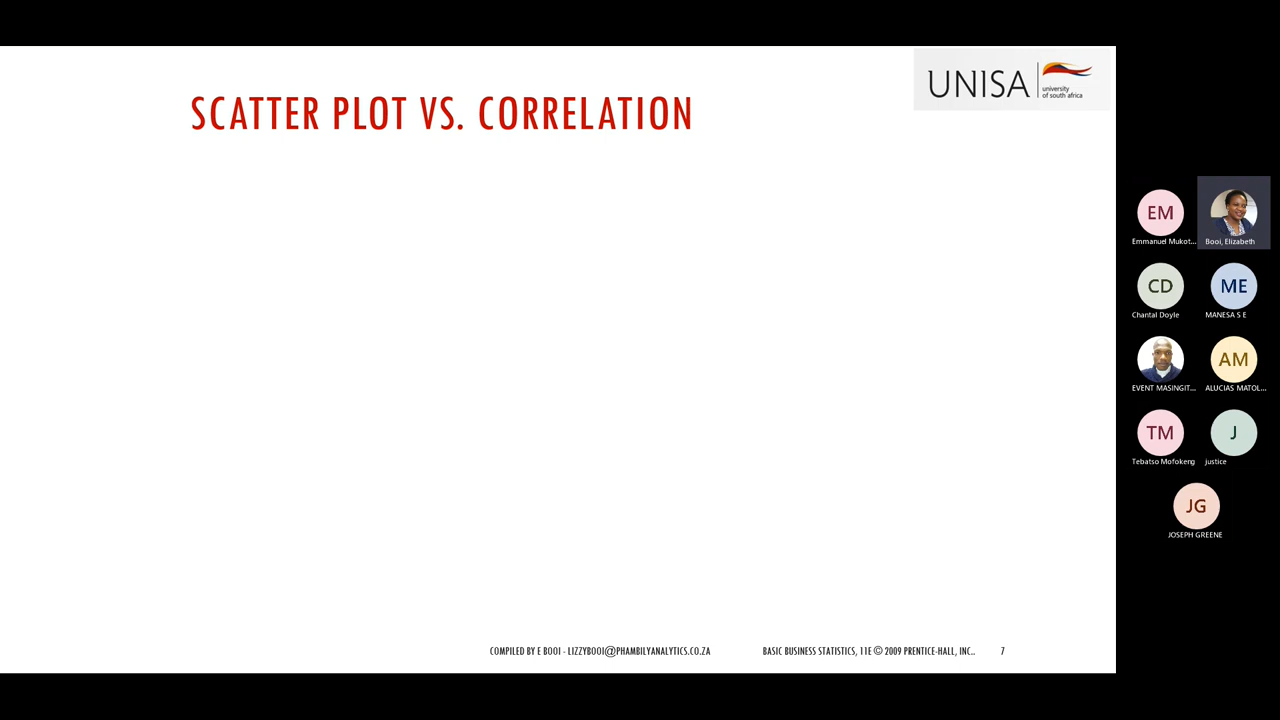 SCATTER PLOT VS. CORRELATION
UNISA
university
of south africa
EM
Emmanuel Mukot...
Booi, Elizabeth
CD
ME
Chantal Doyle
MANESA S E
AM
EVENT MASINGIT...
ALUCIAS MATOL...
TM
J
Tebatso Mofokeng
justice
JG
JOSEPH GREENE
COMPILED BY E BOOI - LIZZYBOOI@PHAMBILYANALYTICS.CO.ZA
BASIC BUSINESS STATISTICS, 11E © 2009 PRENTICE-HALL, INC..
7